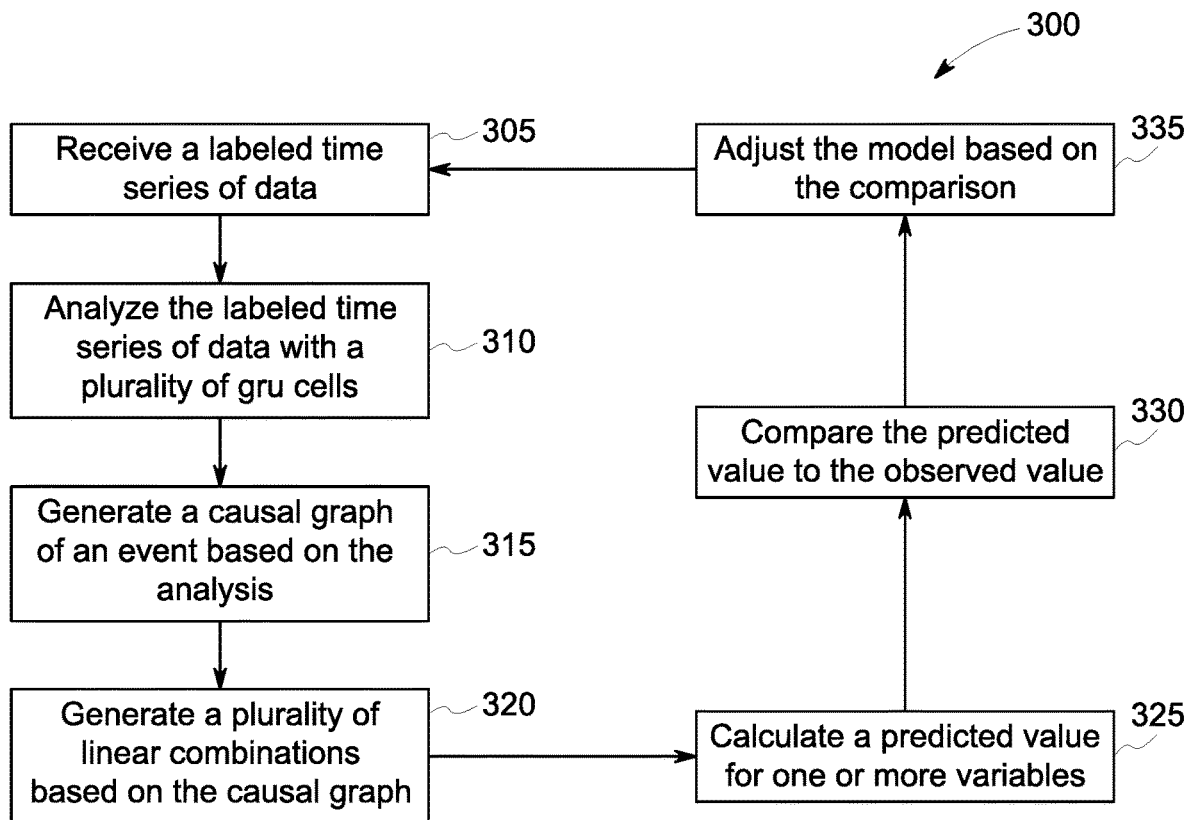 300
305
Receive a labeled time
series of data
310
Analyze the labeled time
series of data with a
plurality of gru cells
315
Generate a causal graph
of an event based on the
analysis
320
Generate a plurality of
linear combinations
based on the causal graph
325
Calculate a predicted value
for one or more variables
330
Compare the predicted
value to the observed value
335
Adjust the model based on
the comparison